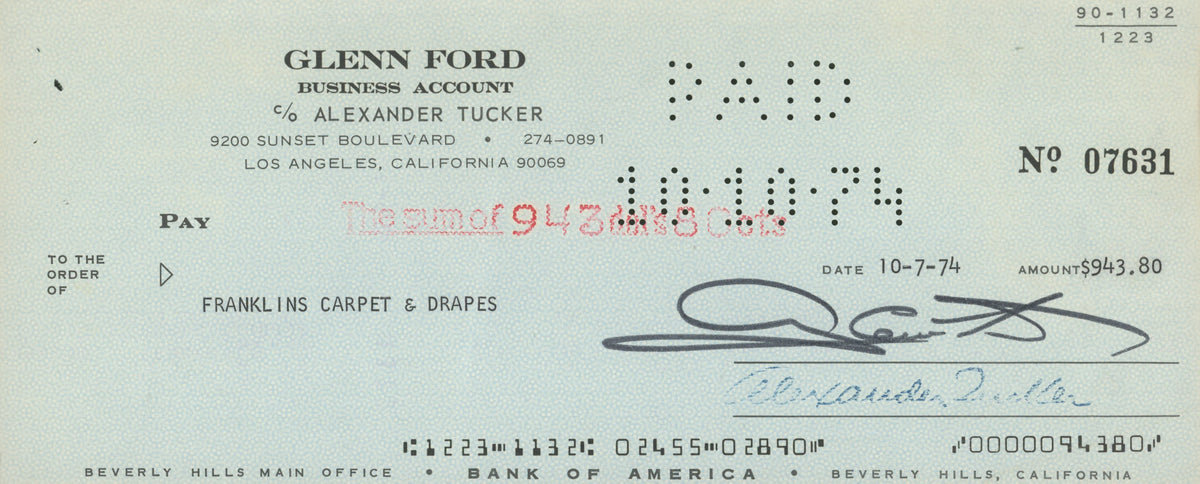 90-1132
1223
GLENN FORD
BUSINESS ACCOUNT
c/o ALEXANDER TUCKER
9200 SUNSET BOULEVARD • 274-0891
LOS ANGELES, CALIFORNIA 90069
PAID
10·10·74
Nº 07631
PAY
The sum of 943 dol's 80 cts
TO THE
ORDER
OF
DATE 10-7-74 AMOUNT $943.80
FRANKLINS CARPET & DRAPES
Alexander Tucker
⑆1223⑉1132⑆ 02455⑉02890⑈ ⑇0000094380⑇
BEVERLY HILLS MAIN OFFICE • BANK OF AMERICA • BEVERLY HILLS, CALIFORNIA